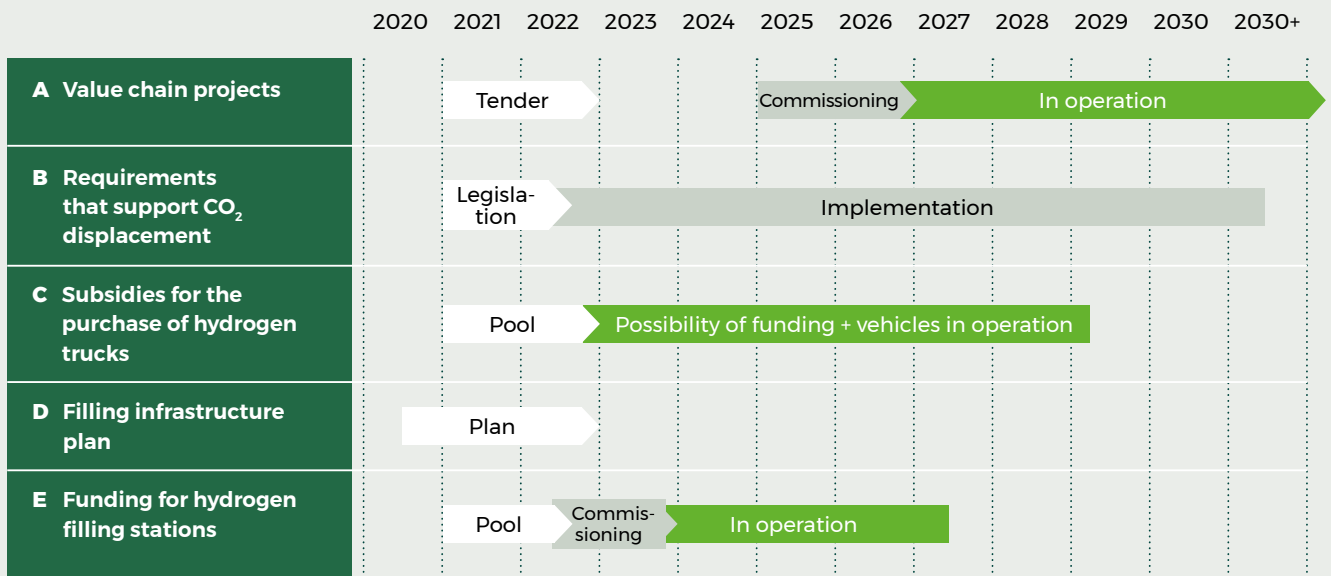 2020 2021 2022 2023 2024 2025 2026 2027 2028 2029 2030 2030+
A Value chain projects
Tender
Commissioning
In operation
B Requirements
that support CO₂
displacement
Legisla-
tion
Implementation
C Subsidies for the
purchase of hydrogen
trucks
Pool
Possibility of funding + vehicles in operation
D Filling infrastructure
plan
Plan
E Funding for hydrogen
filling stations
Pool
Commis-
sioning
In operation